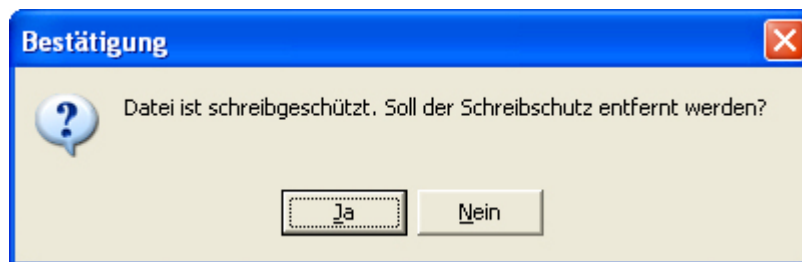 Bestätigung
Datei ist schreibgeschützt. Soll der Schreibschutz entfernt werden?
Ja Nein